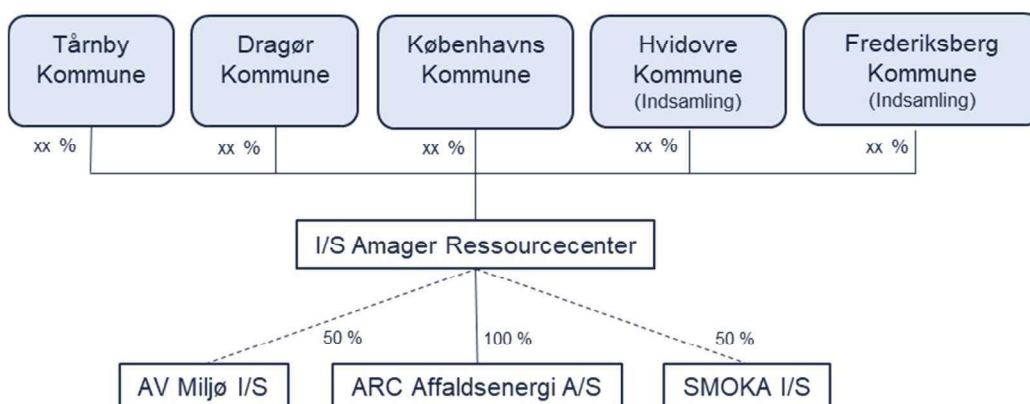 Tårnby
Kommune
Dragør
Kommune
Københavns
Kommune
Hvidovre
Kommune
(Indsamling)
Frederiksberg
Kommune
(Indsamling)
xx %
xx %
xx %
xx %
xx %
I/S Amager Ressourcecenter
50 %
100 %
50 %
AV Miljø I/S
ARC Affaldsenergi A/S
SMOKA I/S